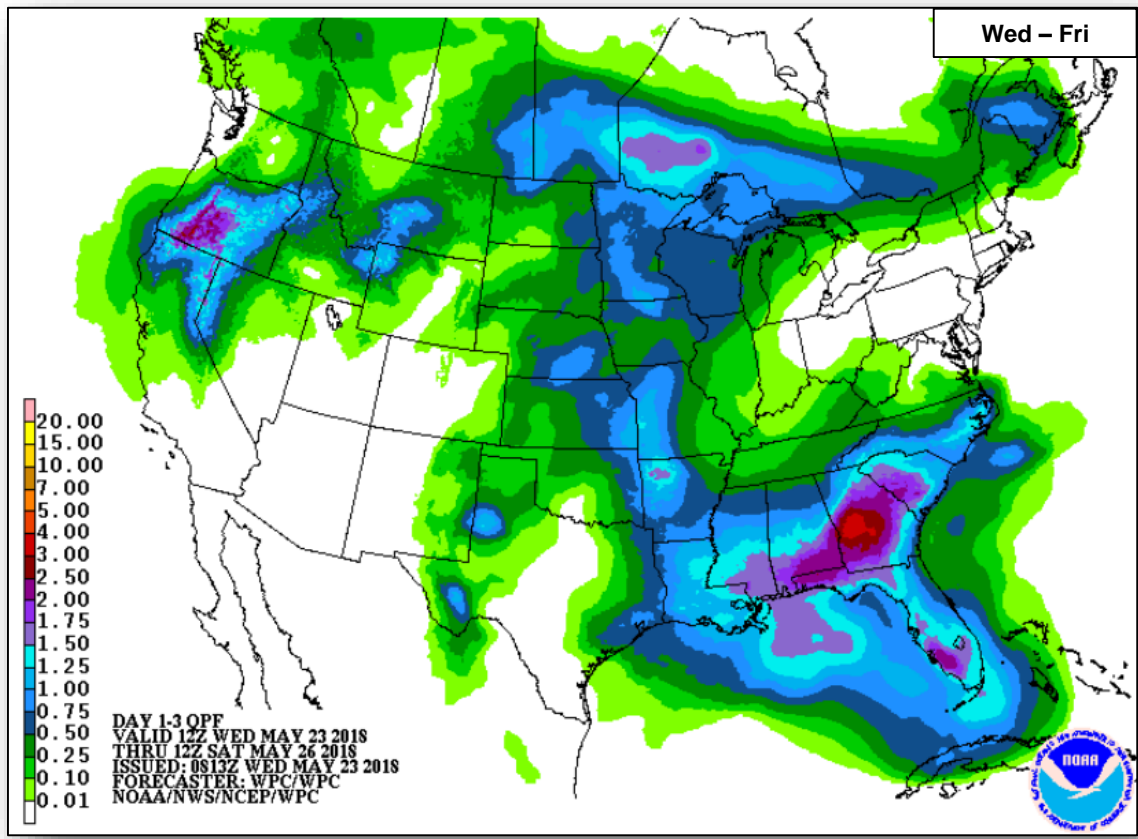 Wed – Fri
20.00
15.00
10.00
7.00
5.00
4.00
3.00
2.50
2.00
1.75
1.50
1.25
1.00
0.75
0.50
0.25
0.10
0.01
DAY 1-3 QPF
VALID 12Z WED MAY 23 2018
THRU 12Z SAT MAY 26 2018
ISSUED: 0813Z WED MAY 23 2018
FORECASTER: WPC/WPC
NOAA/NWS/NCEP/WPC
NOAA